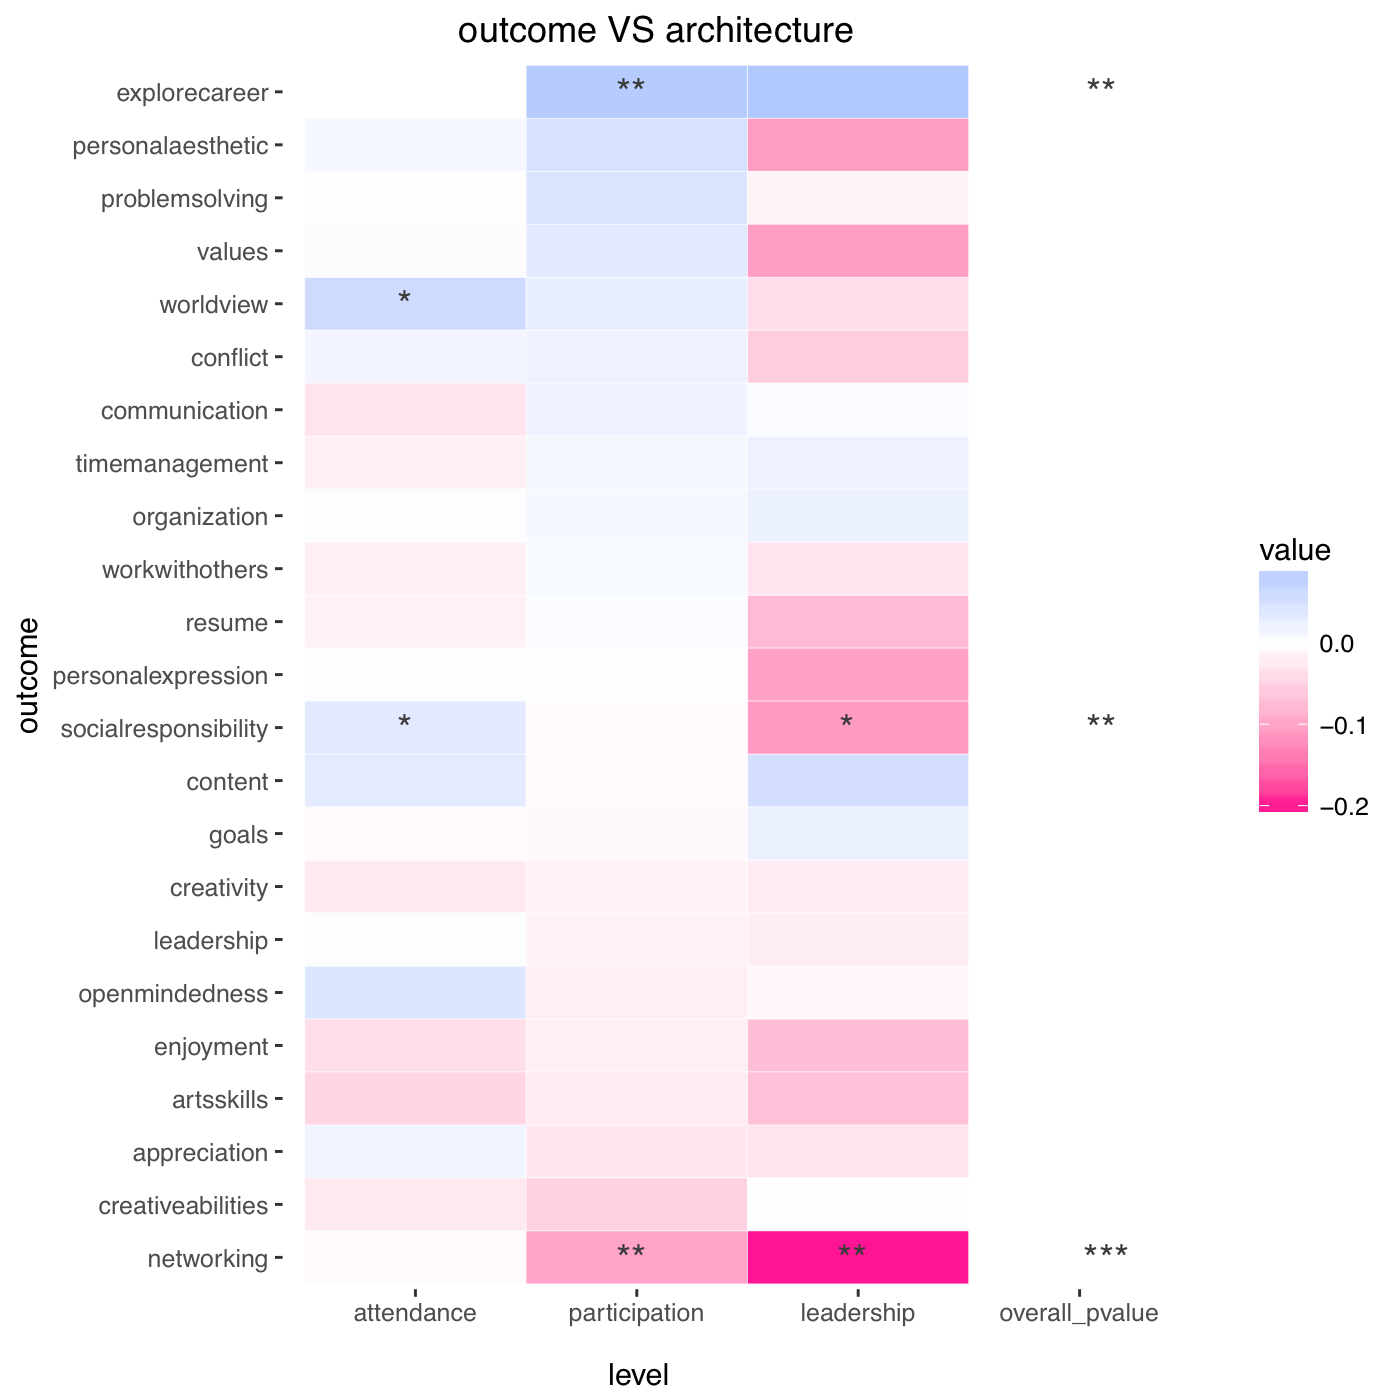 outcome VS architecture
explorecareer ** **
personalaesthetic
problemsolving
values
worldview *
conflict
communication
timemanagement
organization
workwithothers
resume
personalexpression
socialresponsibility * * **
content
goals
creativity
leadership
openmindedness
enjoyment
artsskills
appreciation
creativeabilities
networking ** ** ***
attendance participation leadership overall_pvalue
level
outcome
value
0.0
−0.1
−0.2